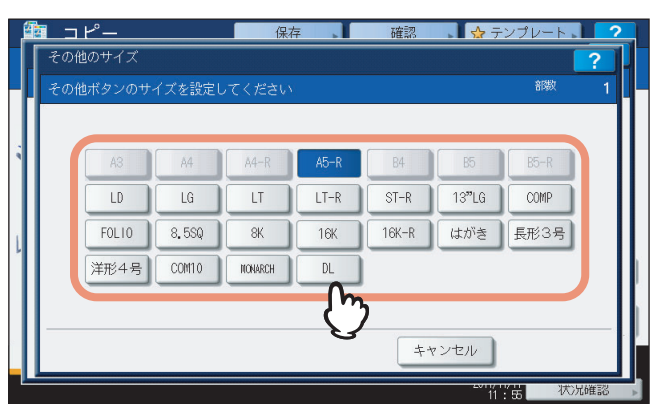 コピー 保存 確認 テンプレート ?
その他のサイズ ?
その他ボタンのサイズを設定してください 部数 1
A3 A4 A4-R A5-R B4 B5 B5-R
LD LG LT LT-R ST-R 13"LG COMP
FOLIO 8.5SQ 8K 16K 16K-R はがき 長形3号
洋形4号 COM10 MONARCH DL
キャンセル
11:55 状況確認